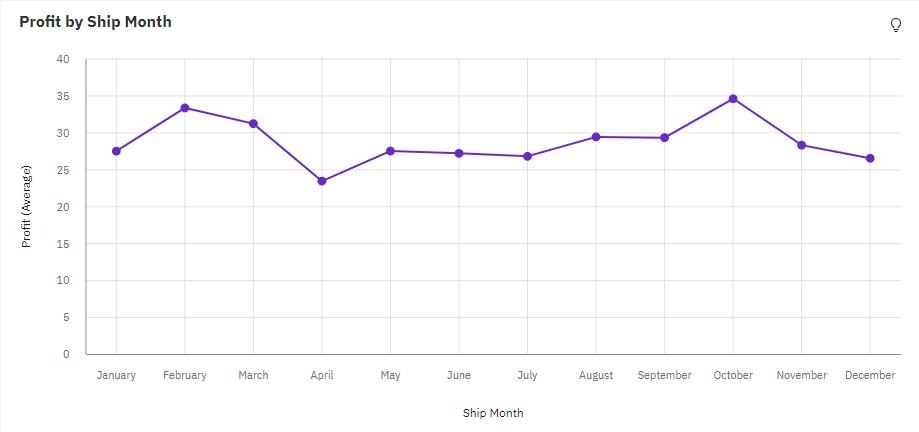 Profit by Ship Month
40
35
30
25
20
15
10
5
0
Profit (Average)
January February March April May June July August September October November December
Ship Month